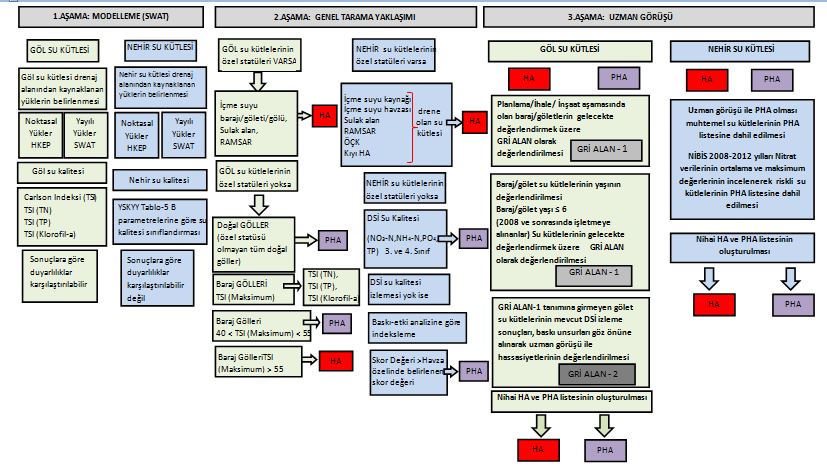 1.AŞAMA: MODELLEME (SWAT)
GÖL SU KÜTLESİ
NEHİR SU KÜTLESİ
Göl su kütlesi drenaj
alanından kaynaklanan
yüklerin belirlenmesi
Nehir su kütlesi drenaj
alanından kaynaklanan
yüklerin belirlenmesi
Noktasal
Yükler
HKEP
Yayılı
Yükler
SWAT
Noktasal
Yükler
HKEP
Yayılı
Yükler
SWAT
Göl su kalitesi
Nehir su kalitesi
Carlson Indeksi (TSI)
TSI (TN)
TSI (TP)
TSI (Klorofil-a)
YSKYY Tablo-5 B
parametrelerine göre su
kalitesi sınıflandırması
Sonuçlara göre
duyarlılıklar
karşılaştırılabilir
Sonuçlara göre
duyarlılıklar
karşılaştırılabilir
değil
2.AŞAMA: GENEL TARAMA YAKLAŞIMI
GÖL su kütlelerinin
özel statüleri VARSA
NEHİR su kütlelerinin
özel statüleri varsa
İçme suyu
barajı/göleti/gölü,
Sulak alan,
RAMSAR
HA
İçme suyu kaynağı
İçme suyu havzası
Sulak alan
RAMSAR
ÖÇK
Kıyı HA
drene
olan su
kütlesi
HA
GÖL su kütlelerinin
özel statüleri yoksa
NEHİR su kütlelerinin
özel statüleri yoksa
Doğal GÖLLER
(özel statüsü
olmayan tüm doğal
göller)
PHA
DSİ Su Kalitesi
(NO₂-N,NH₄-N,PO₄,
TP) 3. ve 4. Sınıf
PHA
Baraj GÖLLERİ
TSI (Maksimum)
TSI (TN),
TSI (TP),
TSI (Klorofil-a)
DSİ su kalitesi
izlemesi yok ise
Baraj Gölleri
40 < TSI (Maksimum) < 55
PHA
Baskı-etki analizine göre
indeksleme
Baraj GölleriTSI
(Maksimum) > 55
HA
Skor Değeri >Havza
özelinde belirlenen
skor değeri
PHA
3.AŞAMA: UZMAN GÖRÜŞÜ
GÖL SU KÜTLESİ
NEHİR SU KÜTLESİ
HA
PHA
HA
PHA
Planlama/İhale/ İnşaat aşamasında
olan baraj/göletlerin gelecekte
değerlendirmek üzere
GRİ ALAN olarak
değerlendirilmesi
GRİ ALAN - 1
Baraj/gölet su kütlelerinin yaşının
değerlendirilmesi
Baraj/gölet yaşı ≤ 6
(2008 ve sonrasında işletmeye
alınanlar) Su kütlelerinin gelecekte
değerlendirmek üzere GRİ ALAN
olarak değerlendirilmesi
GRİ ALAN - 1
GRİ ALAN-1 tanımına girmeyen gölet
su kütlelerinin mevcut DSİ izleme
sonuçları, baskı unsurları göz önüne
alınarak uzman görüşü ile
hassasiyetlerinin değerlendirilmesi
GRİ ALAN - 2
Nihai HA ve PHA listesinin oluşturulması
HA
PHA
Uzman görüşü ile PHA olması
muhtemel su kütlelerinin PHA
listesine dahil edilmesi
NİBİS 2008-2012 yılları Nitrat
verilerinin ortalama ve maksimum
değerlerinin incelenerek riskli su
kütlelerinin PHA listesine dahil
edilmesi
Nihai HA ve PHA listesinin
oluşturulması
HA
PHA